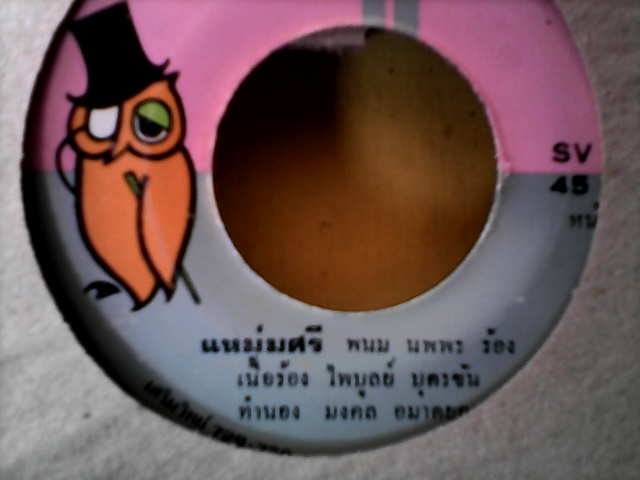 SV
45
แหม่มศรี พนม นพพร ร้อง
เนื้อร้อง ไพบูลย์ บุตรขัน
ทำนอง มงคล อมาตยกุล